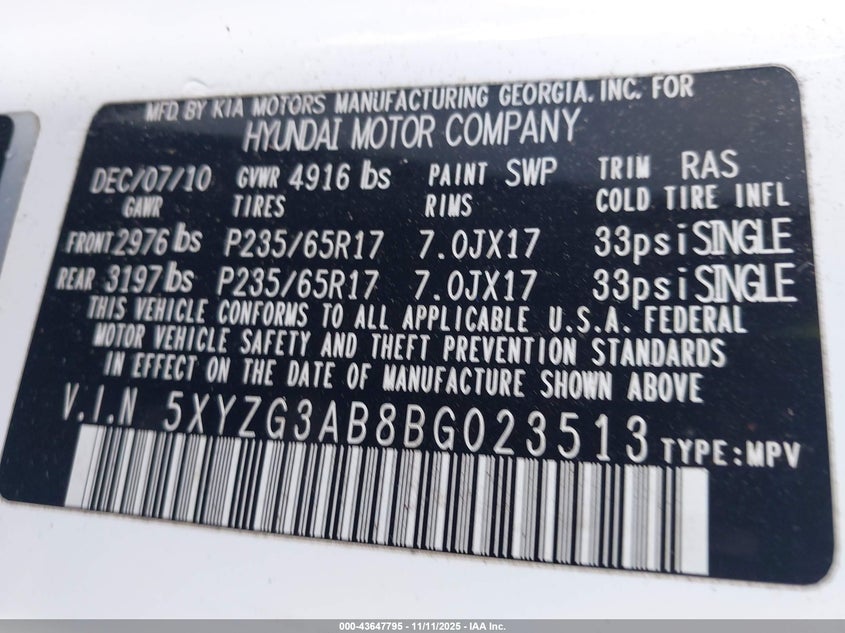 MFD. BY KIA MOTORS MANUFACTURING GEORGIA. INC. FOR
HYUNDAI MOTOR COMPANY
DEC/07/10 GVWR 4916 lbs PAINT SWP TRIM RAS
GAWR TIRES RIMS COLD TIRE INFL
FRONT 2976 lbs P235/65R17 7.0JX17 33psi SINGLE
REAR 3197 lbs P235/65R17 7.0JX17 33psi SINGLE
THIS VEHICLE CONFORMS TO ALL APPLICABLE U.S.A. FEDERAL
MOTOR VEHICLE SAFETY AND THEFT PREVENTION STANDARDS
IN EFFECT ON THE DATE OF MANUFACTURE SHOWN ABOVE
V.I.N 5XYZG3AB8BG023513 TYPE:MPV
000-43647795 - 11/11/2025 - IAA Inc.